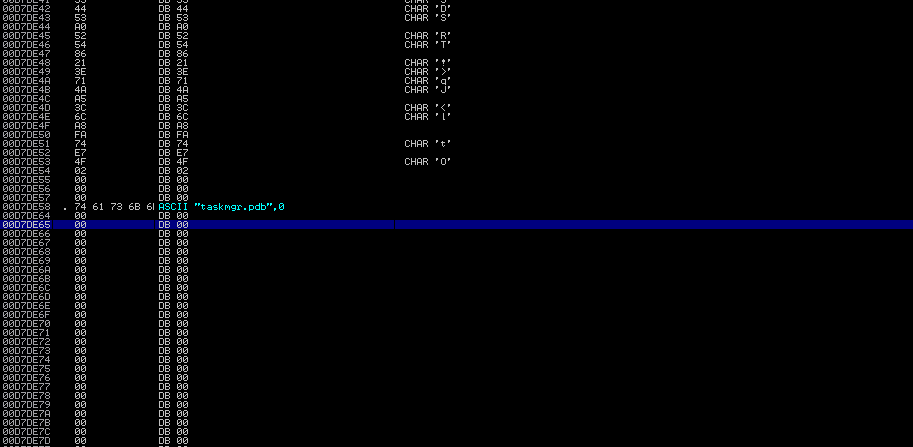 00D7DE42 44 DB 44 CHAR 'D'
00D7DE43 53 DB 53 CHAR 'S'
00D7DE44 A0 DB A0
00D7DE45 52 DB 52 CHAR 'R'
00D7DE46 54 DB 54 CHAR 'T'
00D7DE47 86 DB 86
00D7DE48 21 DB 21 CHAR '!'
00D7DE49 3E DB 3E CHAR '>'
00D7DE4A 71 DB 71 CHAR 'q'
00D7DE4B 4A DB 4A CHAR 'J'
00D7DE4C A5 DB A5
00D7DE4D 3C DB 3C CHAR '<'
00D7DE4E 6C DB 6C CHAR 'l'
00D7DE4F A8 DB A8
00D7DE50 FA DB FA
00D7DE51 74 DB 74 CHAR 't'
00D7DE52 E7 DB E7
00D7DE53 4F DB 4F CHAR 'O'
00D7DE54 02 DB 02
00D7DE55 00 DB 00
00D7DE56 00 DB 00
00D7DE57 00 DB 00
00D7DE58 . 74 61 73 6B 6 ASCII "taskmgr.pdb",0
00D7DE64 00 DB 00
00D7DE65 00 DB 00
00D7DE66 00 DB 00
00D7DE67 00 DB 00
00D7DE68 00 DB 00
00D7DE69 00 DB 00
00D7DE6A 00 DB 00
00D7DE6B 00 DB 00
00D7DE6C 00 DB 00
00D7DE6D 00 DB 00
00D7DE6E 00 DB 00
00D7DE6F 00 DB 00
00D7DE70 00 DB 00
00D7DE71 00 DB 00
00D7DE72 00 DB 00
00D7DE73 00 DB 00
00D7DE74 00 DB 00
00D7DE75 00 DB 00
00D7DE76 00 DB 00
00D7DE77 00 DB 00
00D7DE78 00 DB 00
00D7DE79 00 DB 00
00D7DE7A 00 DB 00
00D7DE7B 00 DB 00
00D7DE7C 00 DB 00
00D7DE7D 00 DB 00